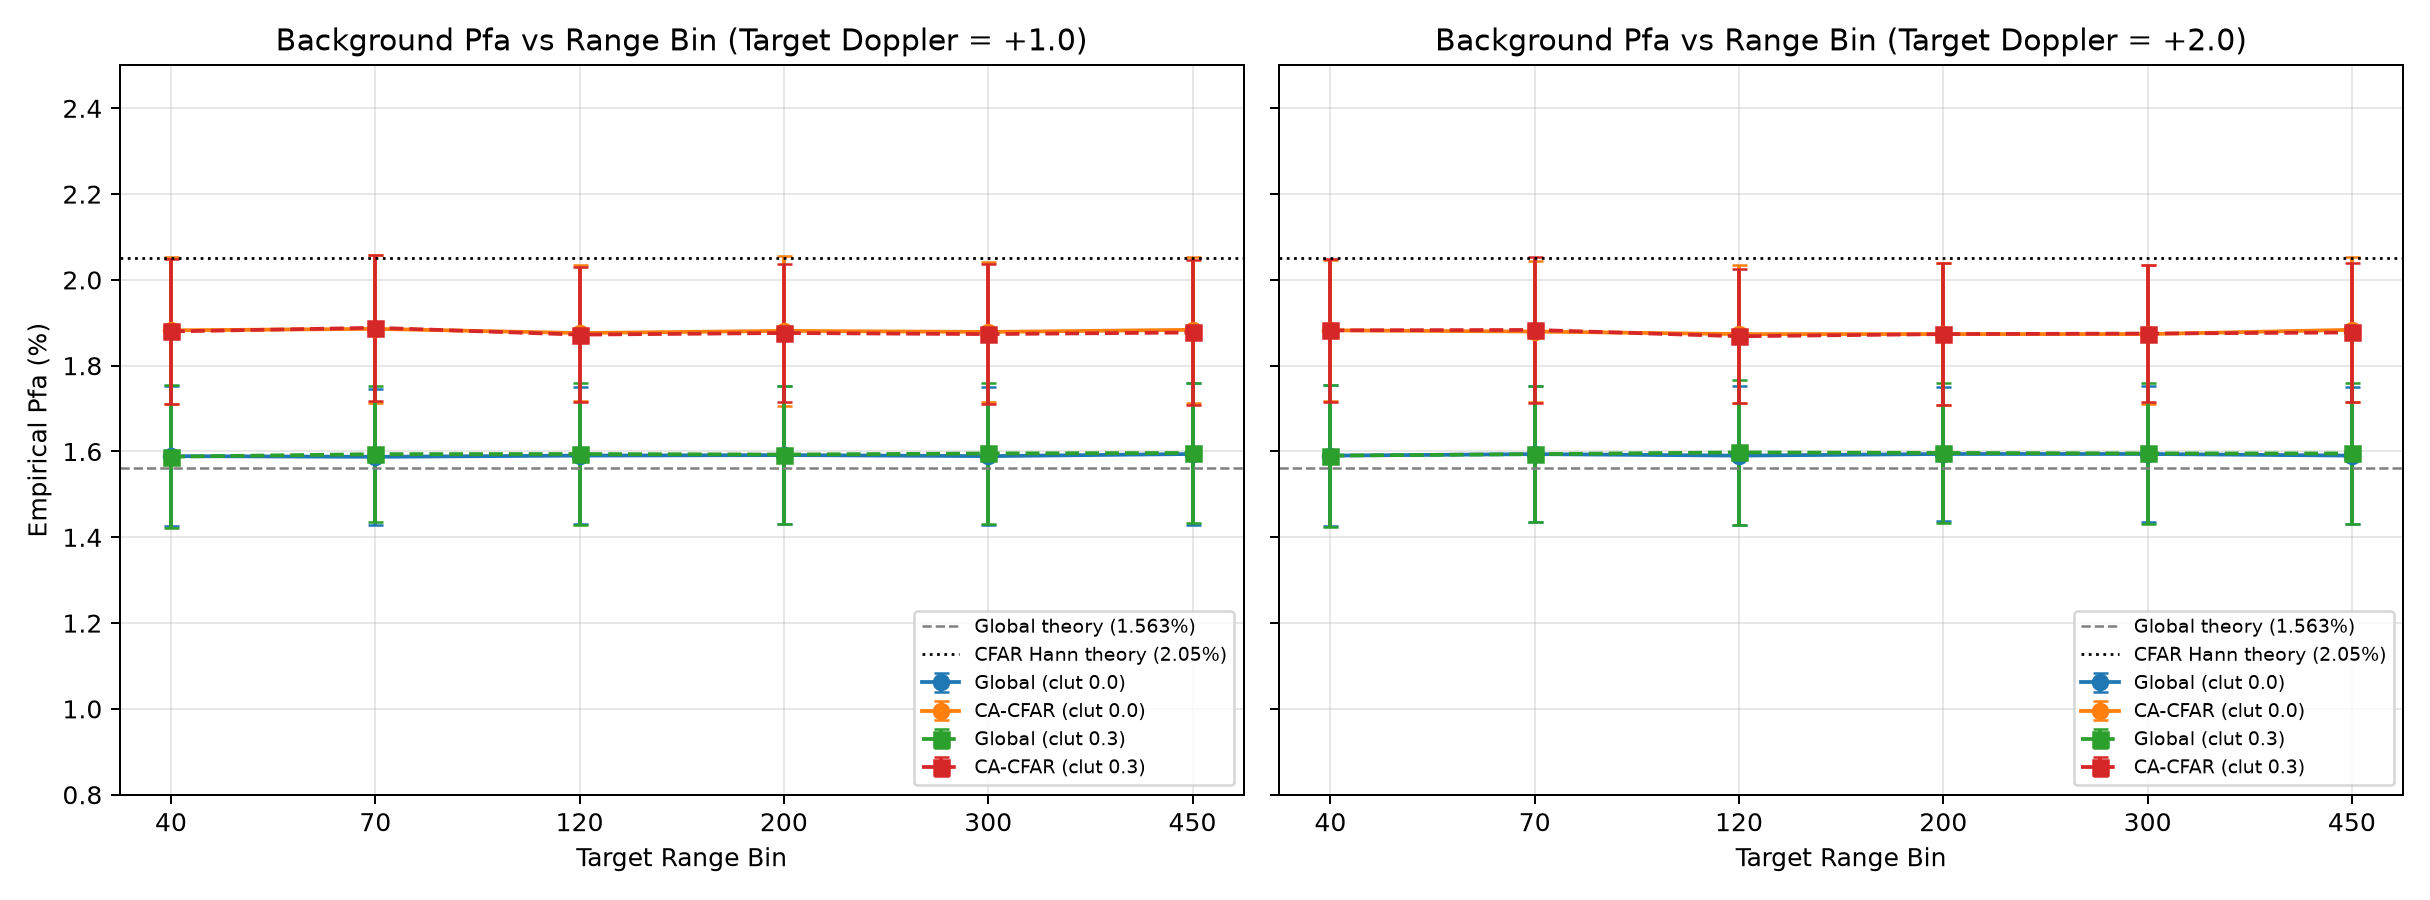 Background Pfa vs Range Bin (Target Doppler = +1.0)
Empirical Pfa (%)
2.4
2.2
2.0
1.8
1.6
1.4
1.2
1.0
0.8
Global theory (1.563%)
CFAR Hann theory (2.05%)
Global (clut 0.0)
CA-CFAR (clut 0.0)
Global (clut 0.3)
CA-CFAR (clut 0.3)
40 70 120 200 300 450
Target Range Bin
Background Pfa vs Range Bin (Target Doppler = +2.0)
Global theory (1.563%)
CFAR Hann theory (2.05%)
Global (clut 0.0)
CA-CFAR (clut 0.0)
Global (clut 0.3)
CA-CFAR (clut 0.3)
40 70 120 200 300 450
Target Range Bin